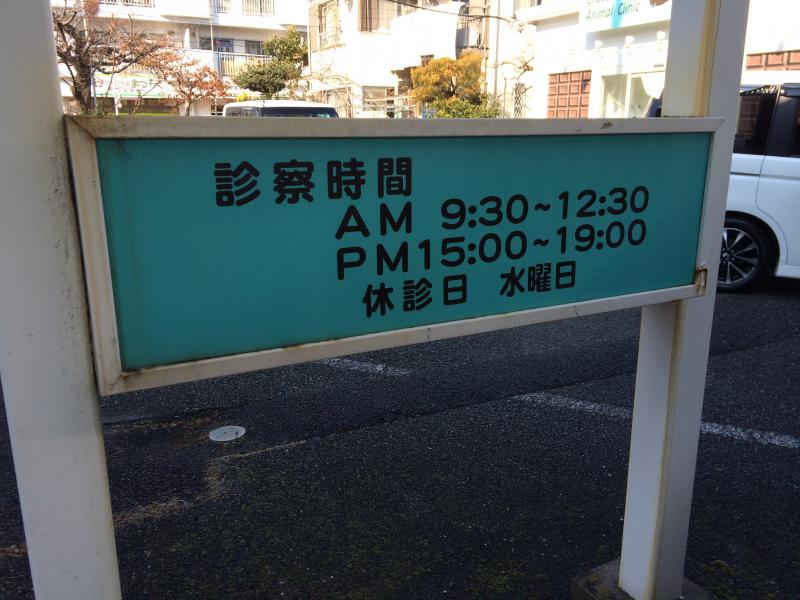 Animal Clinic
診察時間
AM 9:30~12:30
PM15:00~19:00
休診日 水曜日